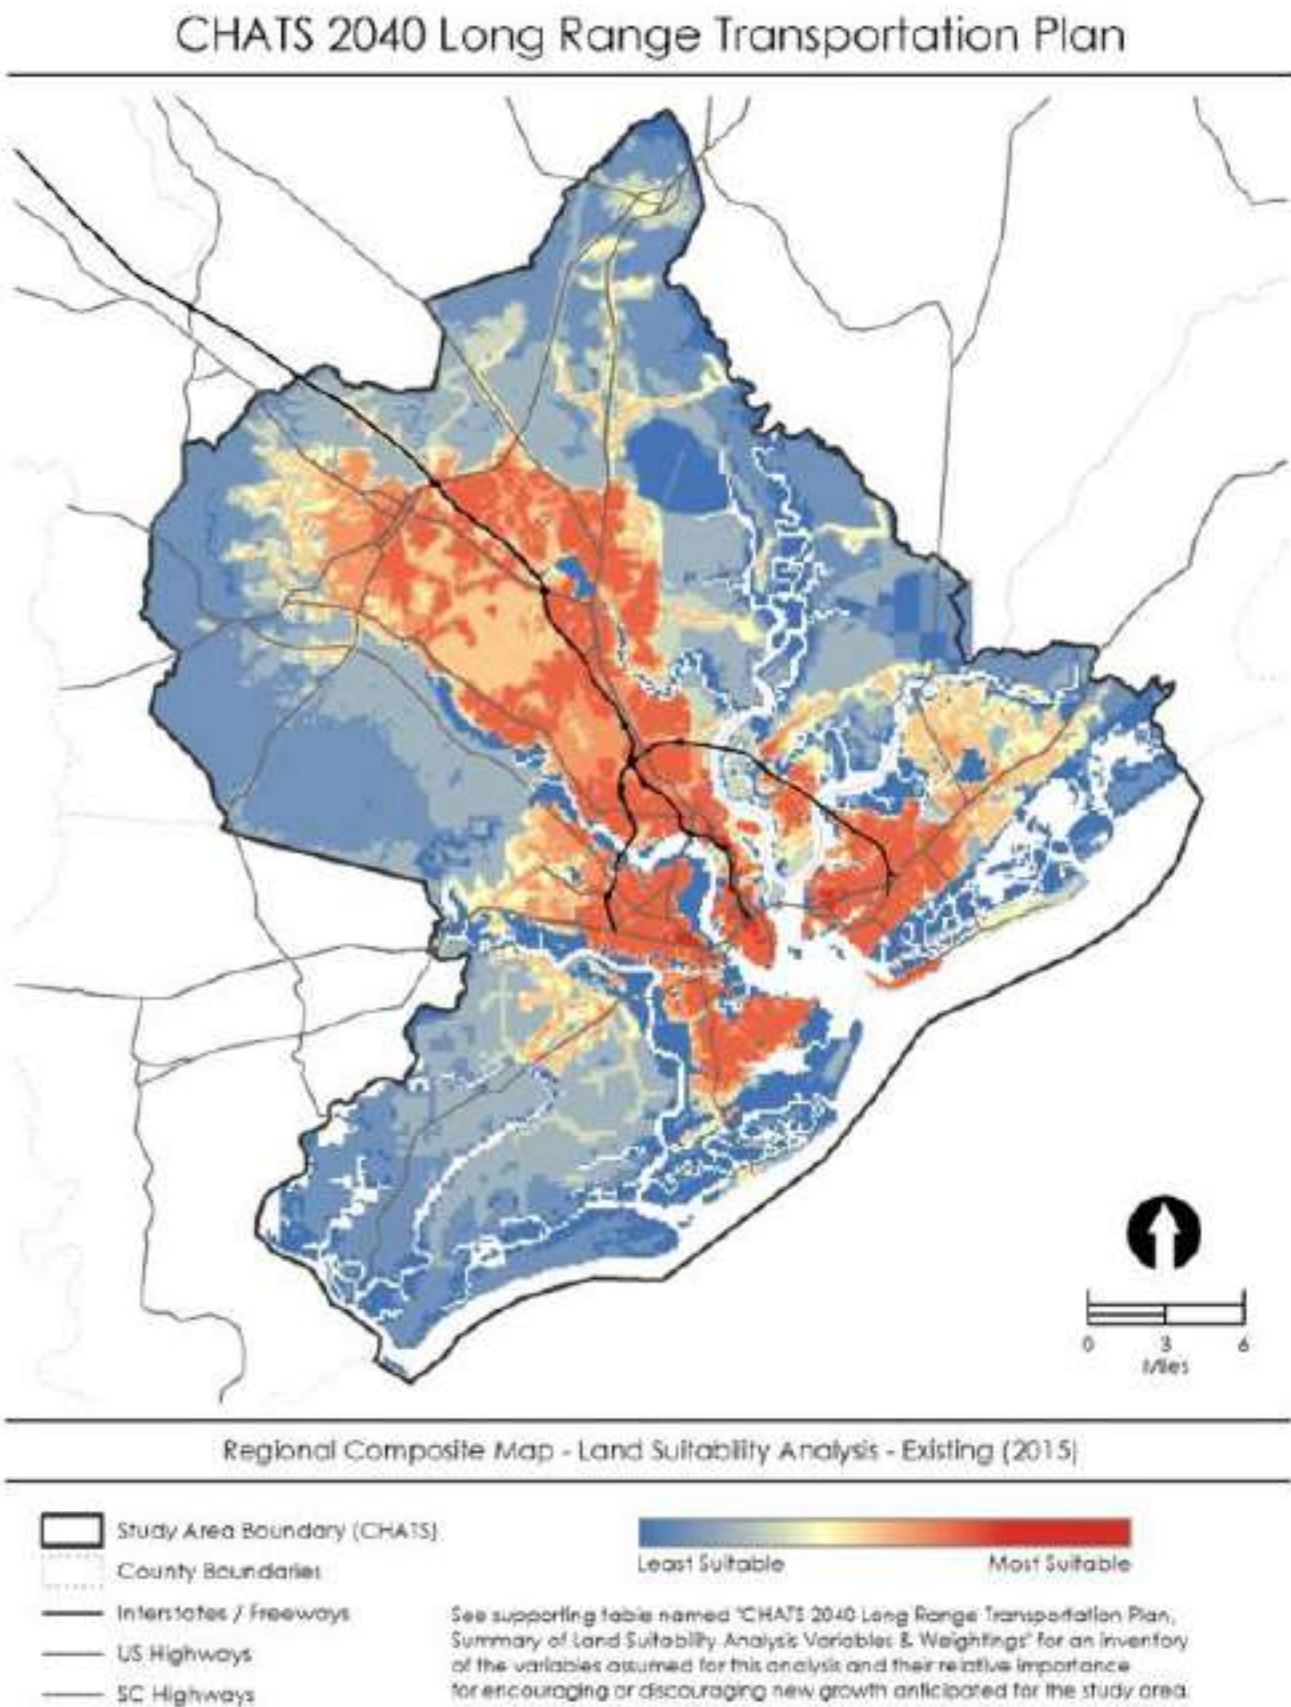 CHATS 2040 Long Range Transportation Plan
0 3 6
Miles
Regional Composite Map - Land Suitability Analysis - Existing (2015)
Study Area Boundary (CHATS)
County Boundaries
Interstates / Freeways
US Highways
SC Highways
Least Suitable Most Suitable
See supporting table named "CHATS 2040 Long Range Transportation Plan,
Summary of Land Suitability Analysis Variables & Weightings" for an inventory
of the variables assumed for this analysis and their relative importance
for encouraging or discouraging new growth anticipated for the study area.